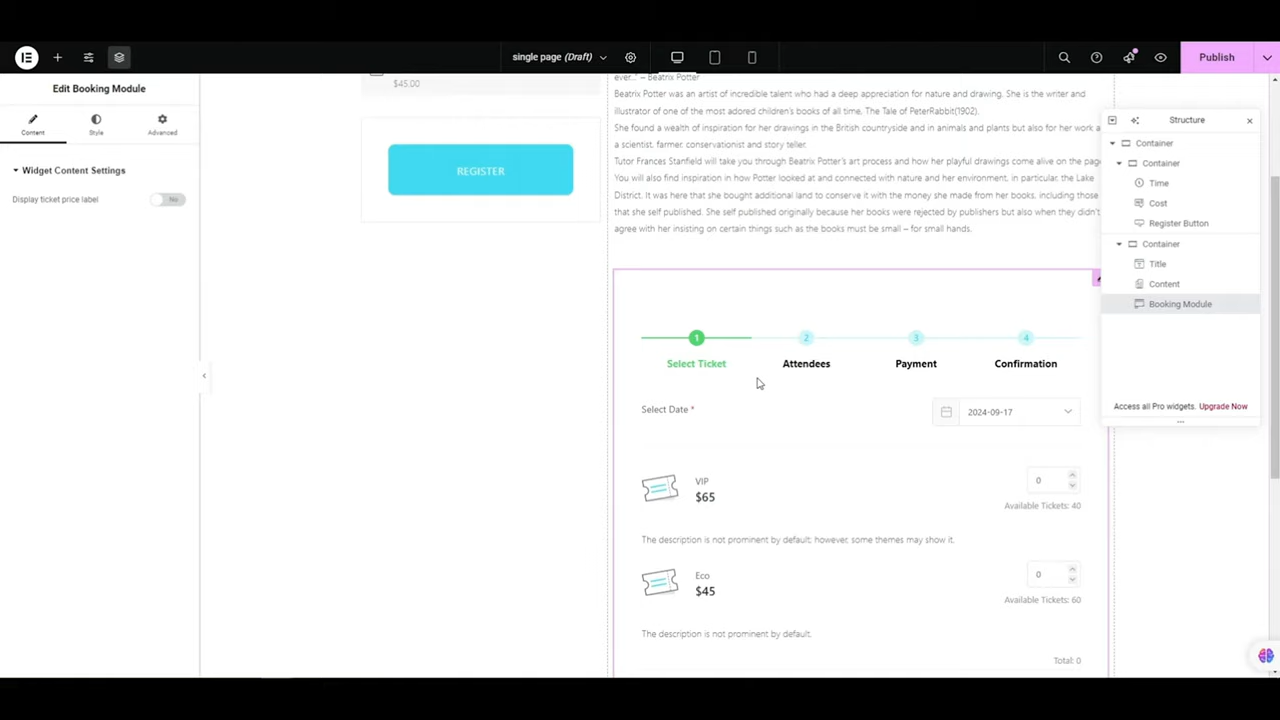 single page (Draft)
Publish
Edit Booking Module
Content
Style
Advanced
Widget Content Settings
Display ticket price label
No
$45.00
REGISTER
ever..." – Beatrix Potter
Beatrix Potter was an artist of incredible talent who had a deep appreciation for nature and drawing. She is the writer and
illustrator of one of the most adored children's books of all time, The Tale of PeterRabbit(1902).
She found a wealth of inspiration for her drawings in the British countryside and in animals and plants but also for her work a
a scientist, farmer, conservationist and story teller.
Tutor Frances Stanfield will take you through Beatrix Potter's art process and how her playful drawings come alive on the page
You will also find inspiration in how Potter looked at and connected with nature and her environment, in particular, the Lake
District. It was here that she bought additional land to conserve it with the money she made from her books, including those
that she self published. She self published originally because her books were rejected by publishers but also when they didn'
agree with her insisting on certain things such as the books must be small – for small hands.
1
2
3
4
Select Ticket
Attendees
Payment
Confirmation
Select Date *
2024-09-17
VIP
$65
0
Available Tickets: 40
The description is not prominent by default; however, some themes may show it.
Eco
$45
0
Available Tickets: 60
The description is not prominent by default.
Total: 0
Structure
Container
Container
Time
Cost
Register Button
Container
Title
Content
Booking Module
Access all Pro widgets. Upgrade Now